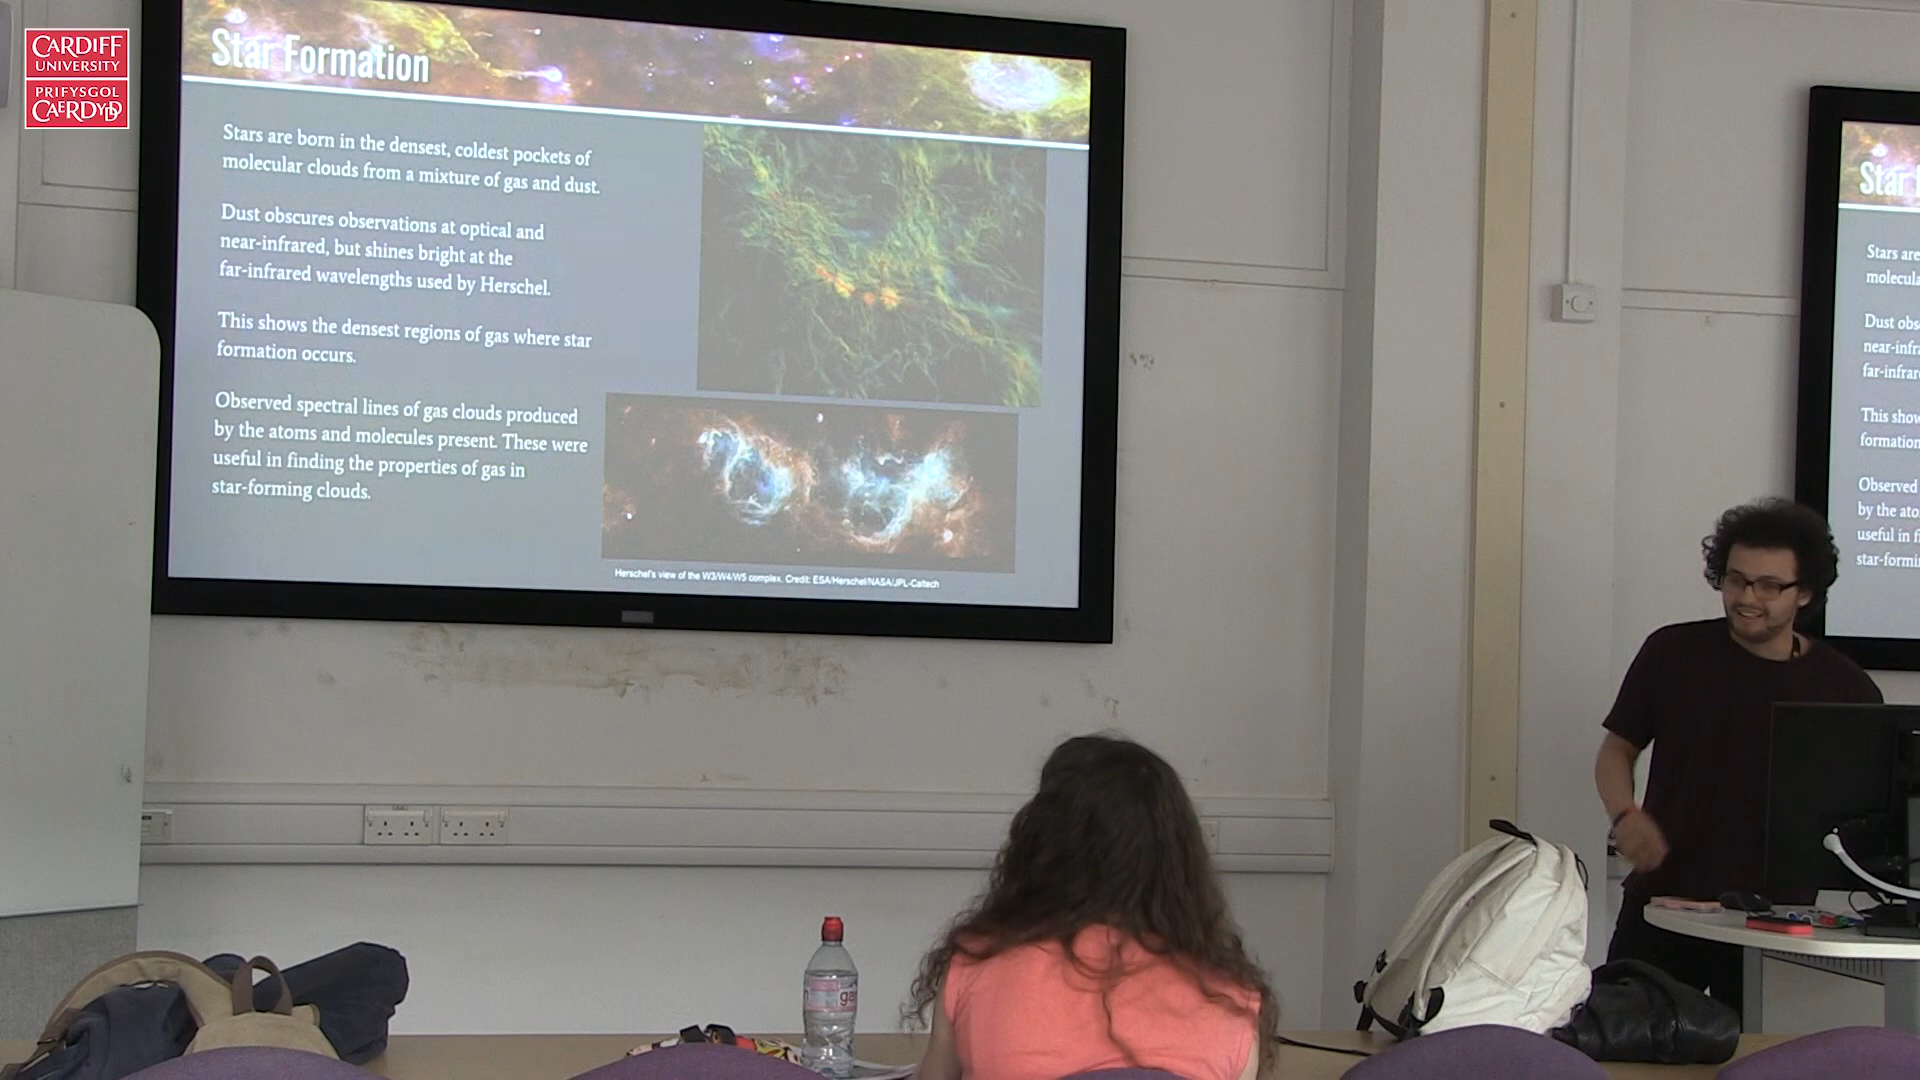 CARDIFF
UNIVERSITY
PRIFYSGOL
CAERDYDD
Star Formation
Stars are born in the densest, coldest pockets of
molecular clouds from a mixture of gas and dust.
Dust obscures observations at optical and
near-infrared, but shines bright at the
far-infrared wavelengths used by Herschel.
This shows the densest regions of gas where star
formation occurs.
Observed spectral lines of gas clouds produced
by the atoms and molecules present. These were
useful in finding the properties of gas in
star-forming clouds.
Herschel's view of the W3/W4/W5 complex. Credit: ESA/Herschel/NASA/JPL-Caltech
Star
Stars are
molecula
Dust obs
near-infra
far-infrar
This show
formation
Observed
by the ato
useful in fi
star-formi